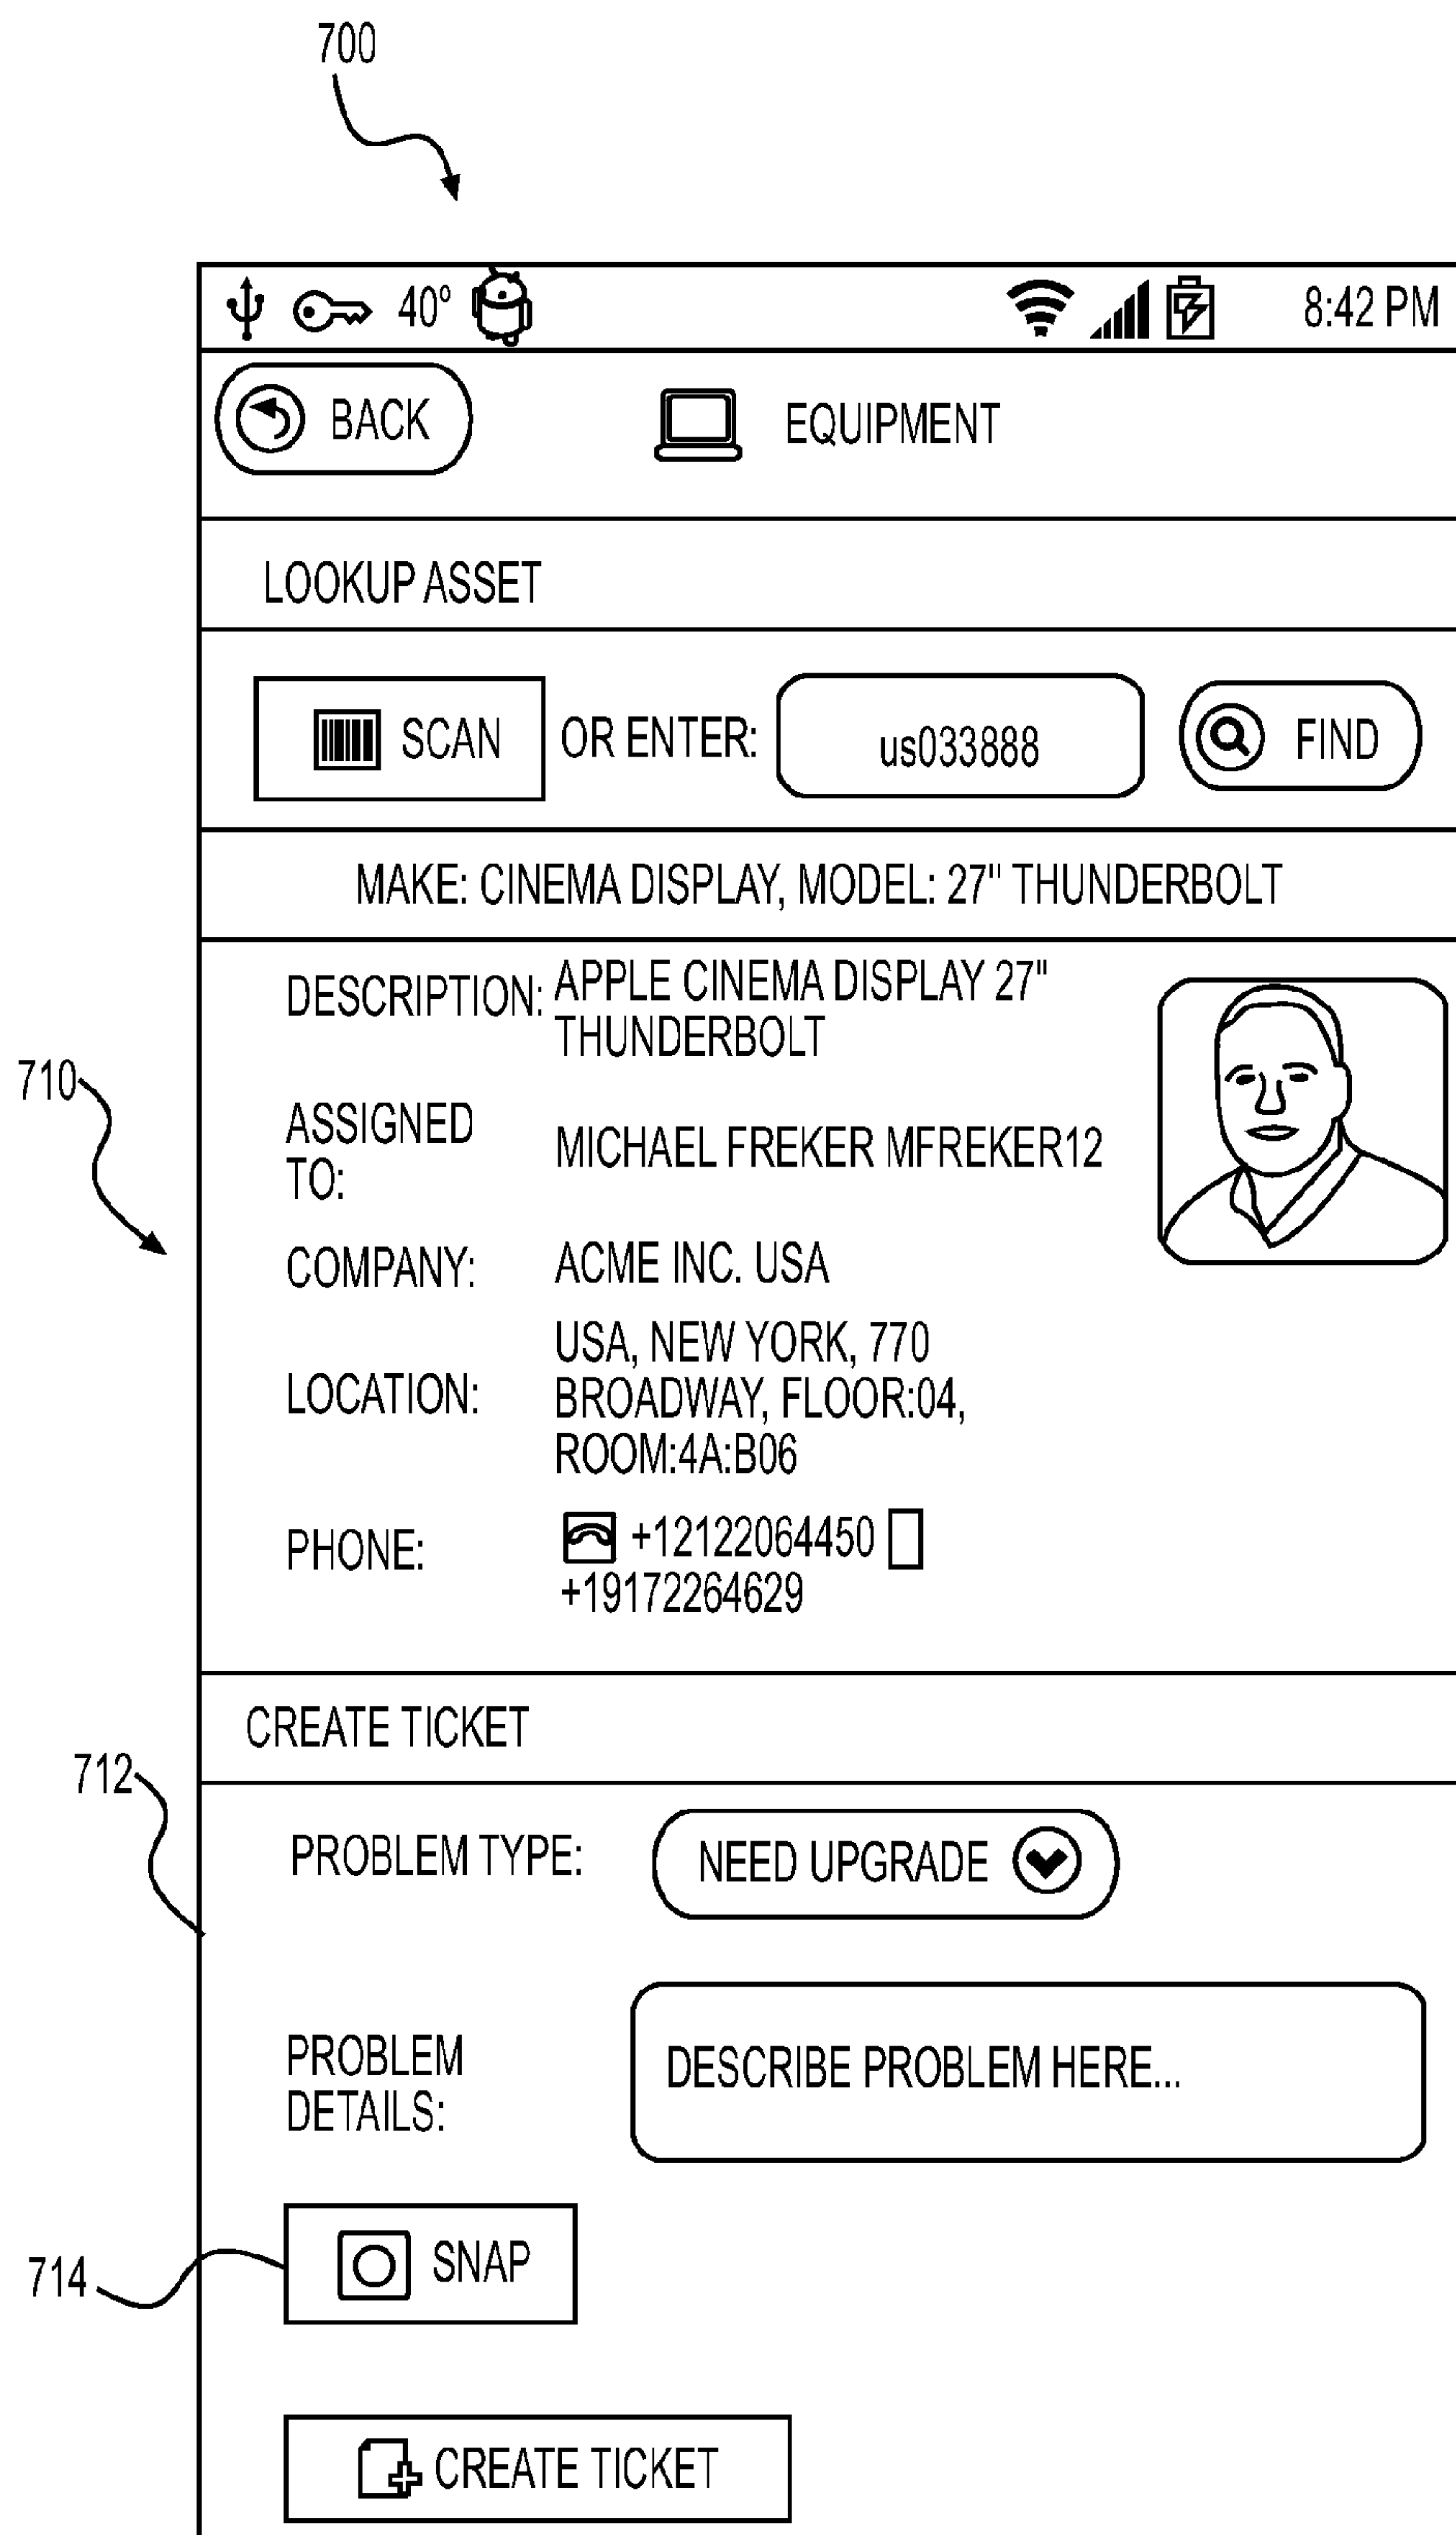 700
40° 8:42 PM
BACK EQUIPMENT
LOOKUP ASSET
SCAN OR ENTER: us033888 FIND
MAKE: CINEMA DISPLAY, MODEL: 27" THUNDERBOLT
DESCRIPTION: APPLE CINEMA DISPLAY 27"
THUNDERBOLT
710
ASSIGNED
TO:
MICHAEL FREKER MFREKER12
COMPANY: ACME INC. USA
LOCATION:
USA, NEW YORK, 770
BROADWAY, FLOOR:04,
ROOM:4A:B06
PHONE:
+12122064450
+19172264629
CREATE TICKET
712
PROBLEM TYPE: NEED UPGRADE
PROBLEM
DETAILS:
DESCRIBE PROBLEM HERE...
714
SNAP
CREATE TICKET